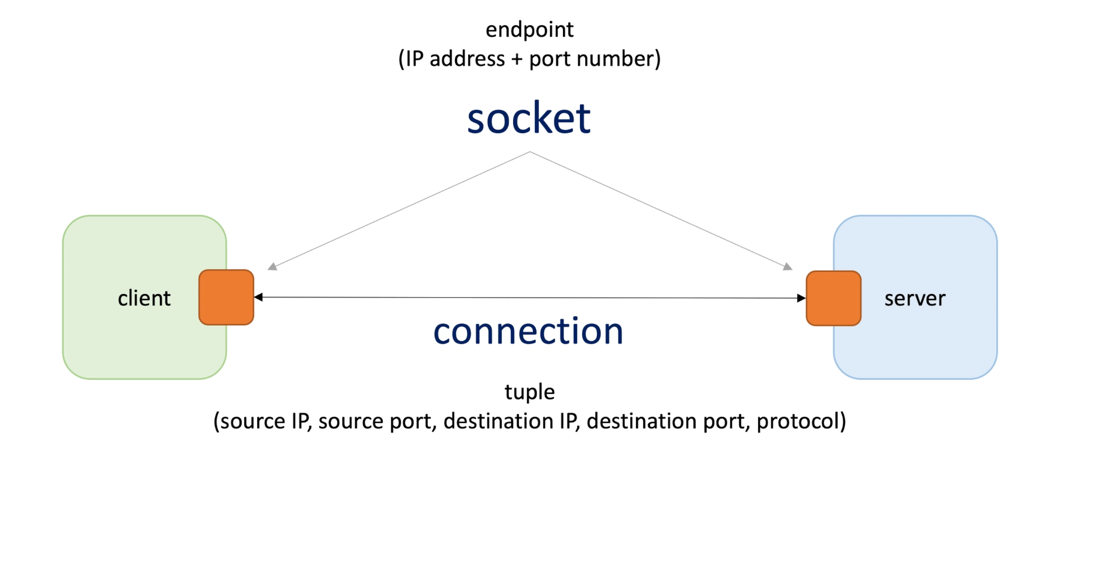 endpoint
(IP address + port number)
socket
client
server
connection
tuple
(source IP, source port, destination IP, destination port, protocol)